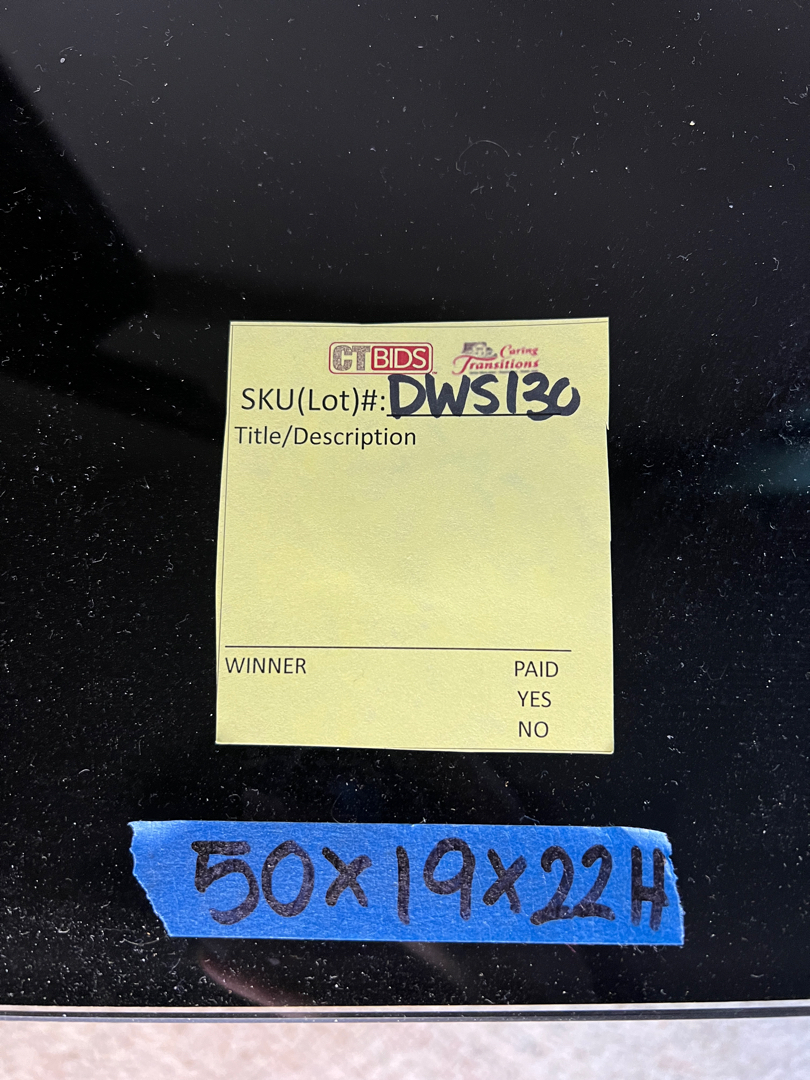 CTBIDS Caring Transitions
SKU(Lot)#: DWS130
Title/Description
WINNER PAID
YES
NO
50x19x22H